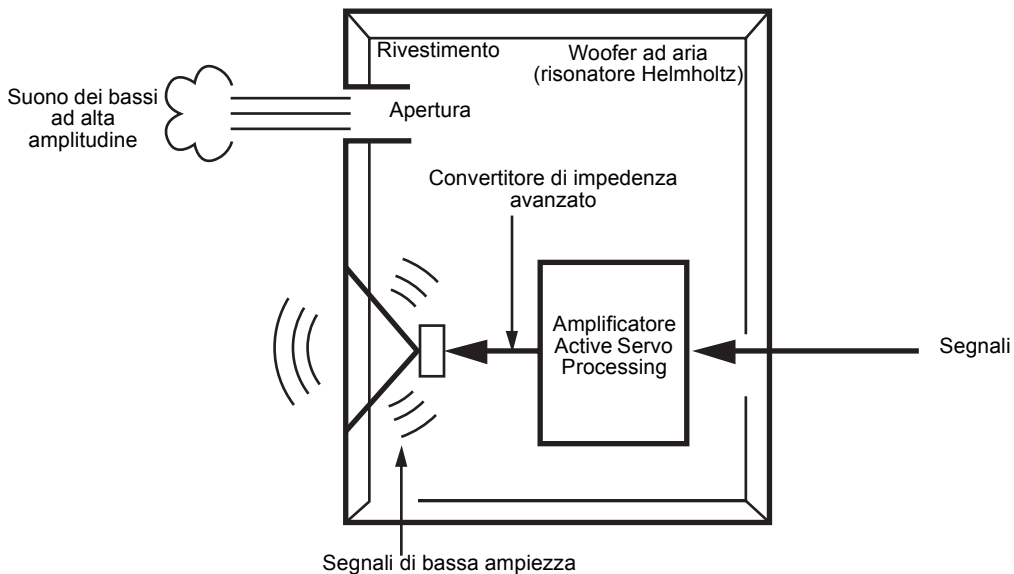 Rivestimento
Woofer ad aria
(risonatore Helmholtz)
Suono dei bassi
ad alta
amplitudine
Apertura
Convertitore di impedenza
avanzato
Amplificatore
Active Servo
Processing
Segnali
Segnali di bassa ampiezza